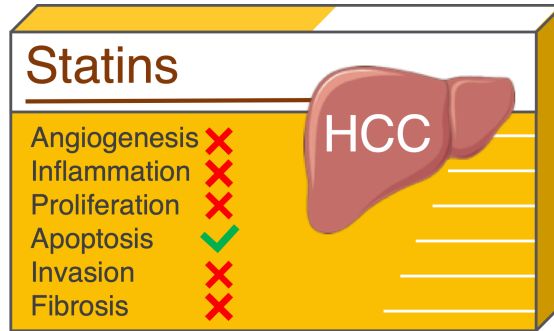 Statins
HCC
Angiogenesis
Inflammation
Proliferation
Apoptosis
Invasion
Fibrosis